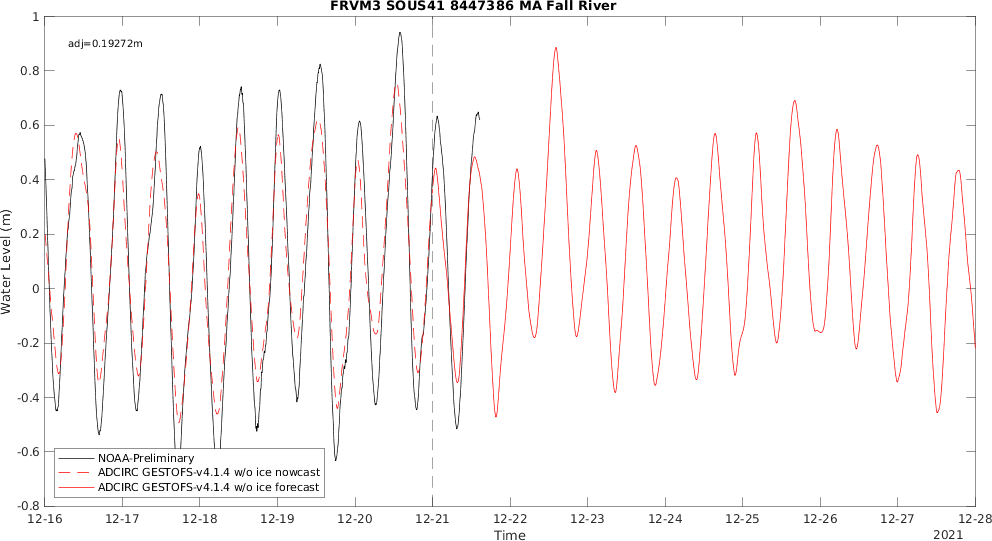 FRVM3 SOUS41 8447386 MA Fall River
adj=0.19272m
Water Level (m)
1
0.8
0.6
0.4
0.2
0
-0.2
-0.4
-0.6
-0.8
NOAA-Preliminary
ADCIRC GESTOFS-v4.1.4 w/o ice nowcast
ADCIRC GESTOFS-v4.1.4 w/o ice forecast
12-16 12-17 12-18 12-19 12-20 12-21 12-22 12-23 12-24 12-25 12-26 12-27 12-28
Time
2021